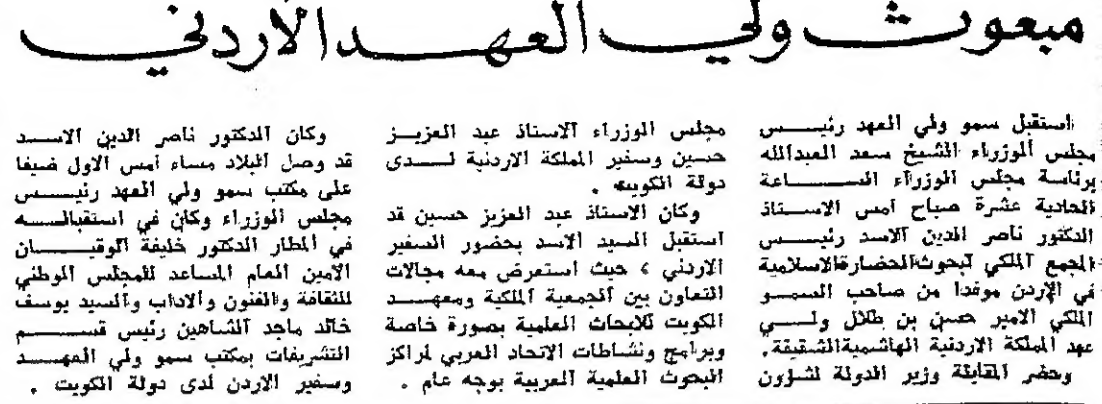 مبعوث ولي العهد الأردني
استقبل سمو ولي العهد رئيس
مجلس الوزراء الشيخ سعد العبدالله
برئاسة مجلس الوزراء الساعة
الحادية عشرة صباح امس الاستاذ
الدكتور ناصر الدين الاسد رئيس
المجمع الملكي لبحوث الحضارة الاسلامية
في الإردن موفدا من صاحب السمو
الملكي الامير حسن بن طلال ولي
عهد المملكة الاردنية الهاشمية الشقيقة .
وحضر المقابلة وزير الدولة لشؤون
مجلس الوزراء الاستاذ عبد العزيز
حسين وسفير المملكة الاردنية لدى
دولة الكويت .
وكان الاستاذ عبد العزيز حسين قد
استقبل السيد الاسد بحضور السفير
الاردني ، حيث استعرض معه مجالات
التعاون بين الجمعية الملكية ومعهد
الكويت للابحاث العلمية بصورة خاصة
وبرامج ونشاطات الاتحاد العربي لمراكز
البحوث العلمية العربية بوجه عام .
وكان الدكتور ناصر الدين الاسد
قد وصل البلاد مساء امس الاول ضيفا
على مكتب سمو ولي العهد رئيس
مجلس الوزراء وكان في استقباله
في المطار الدكتور خليفة الوقيان
الامين العام المساعد للمجلس الوطني
للثقافة والفنون والاداب والسيد يوسف
خالد ماجد الشاهين رئيس قسم
التشريفات بمكتب سمو ولي العهد
وسفير الاردن لدى دولة الكويت .